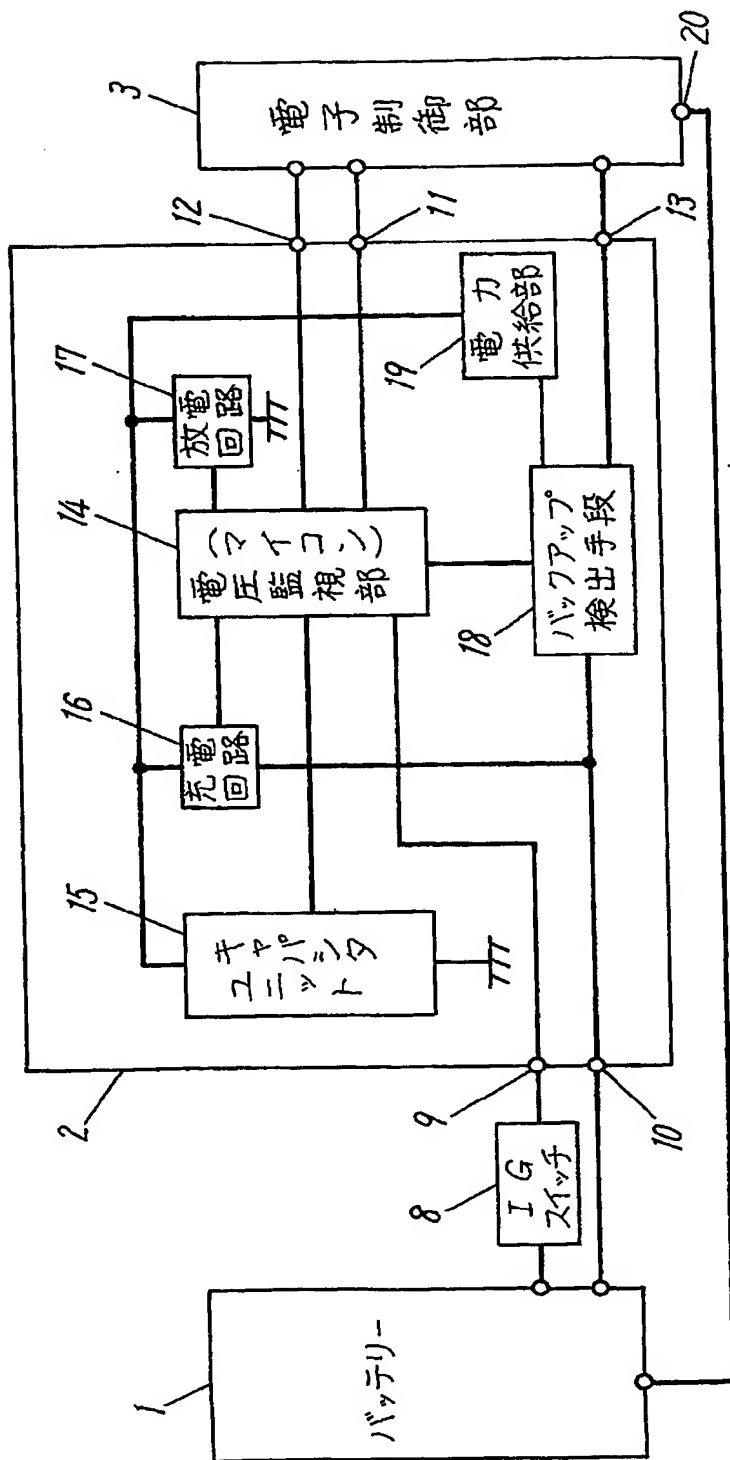 1
バッテリー
2
8
I G
スイッチ
9
10
15
キャパシタ
ユニット
16
充電
回路
14
(マイコン)
電圧監視
部
17
放電
回路
18
バックアップ
検出手段
19
電力
供給部
12
11
13
3
電子制御部
20